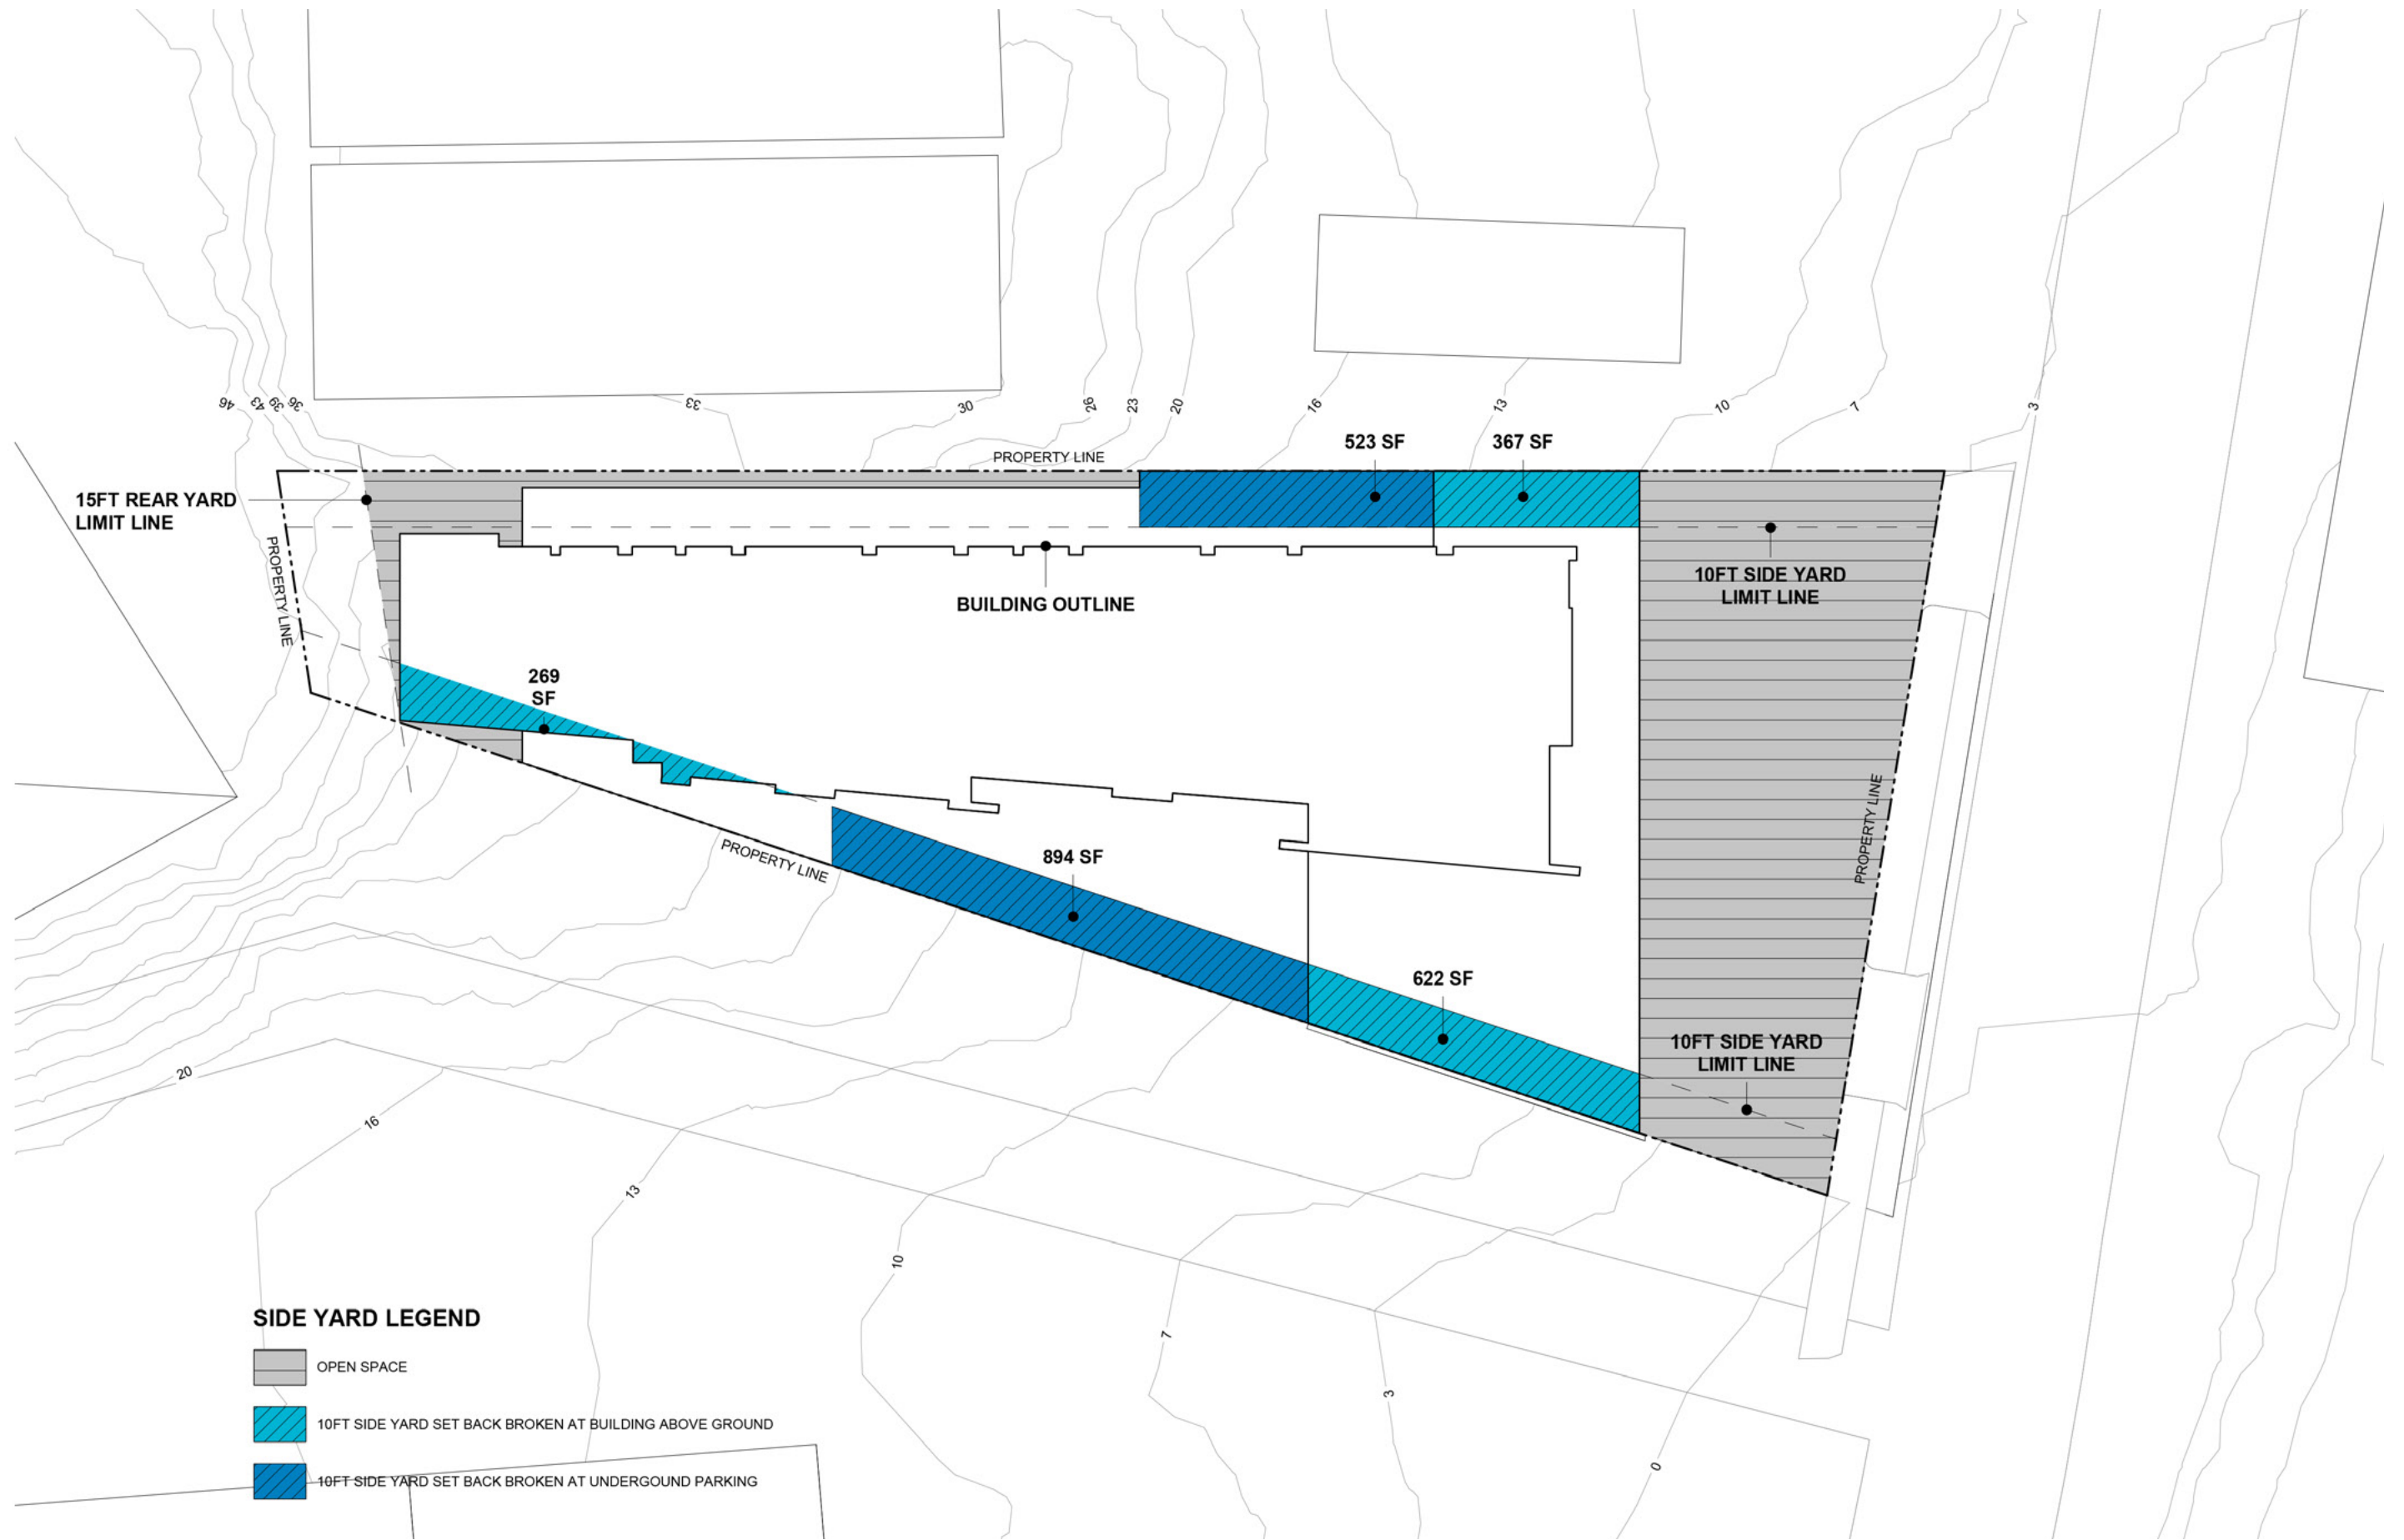 46
43
39
36
33
30
26
23
20
16
13
10
7
3
523 SF
367 SF
PROPERTY LINE
15FT REAR YARD
LIMIT LINE
PROPERTY LINE
10FT SIDE YARD
LIMIT LINE
BUILDING OUTLINE
269
SF
PROPERTY LINE
PROPERTY LINE
894 SF
622 SF
10FT SIDE YARD
LIMIT LINE
20
16
13
10
7
3
0
SIDE YARD LEGEND
OPEN SPACE
10FT SIDE YARD SET BACK BROKEN AT BUILDING ABOVE GROUND
10FT SIDE YARD SET BACK BROKEN AT UNDERGOUND PARKING